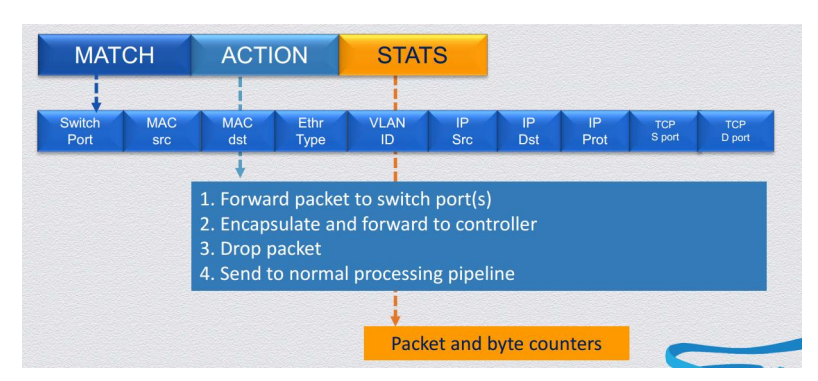 MATCH ACTION STATS
Switch MAC MAC Ethr VLAN IP IP IP TCP TCP
Port src dst Type ID Src Dst Prot S port D port
1. Forward packet to switch port(s)
2. Encapsulate and forward to controller
3. Drop packet
4. Send to normal processing pipeline
Packet and byte counters